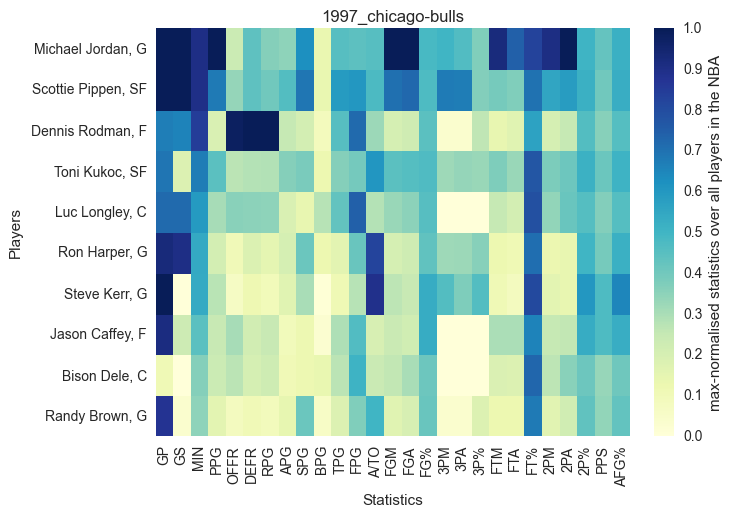 1997_chicago-bulls
Players
Michael Jordan, G
Scottie Pippen, SF
Dennis Rodman, F
Toni Kukoc, SF
Luc Longley, C
Ron Harper, G
Steve Kerr, G
Jason Caffey, F
Bison Dele, C
Randy Brown, G
GP GS MIN PPG OFFR DEFR RPG APG SPG BPG TPG FPG A/TO FGM FGA FG% 3PM 3PA 3P% FTM FTA FT% 2PM 2PA 2P% PPS AFG%
Statistics
1.0
0.9
0.8
0.7
0.6
0.5
0.4
0.3
0.2
0.1
0.0
max-normalised statistics over all players in the NBA